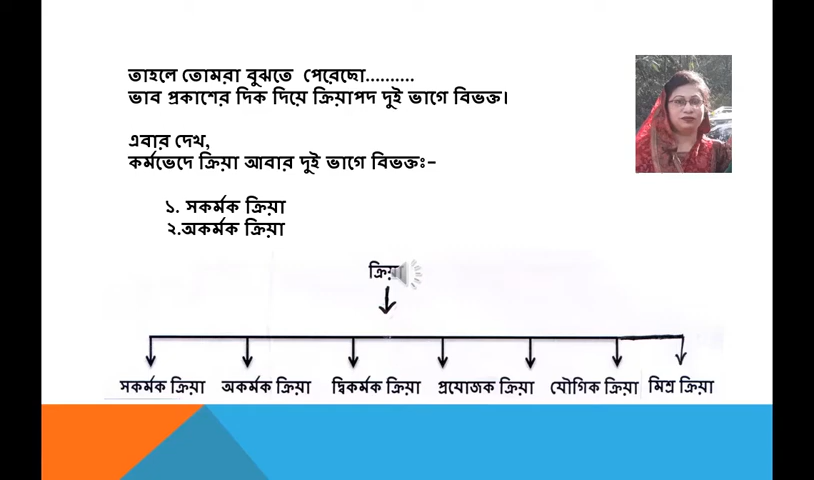 তাহলে তোমরা বুঝতে পেরেছো..........
ভাব প্রকাশের দিক দিয়ে ক্রিয়াপদ দুই ভাগে বিভক্ত।
এবার দেখ,
কর্মভেদে ক্রিয়া আবার দুই ভাগে বিভক্তঃ-
১. সকর্মক ক্রিয়া
২.অকর্মক ক্রিয়া
ক্রিয়া
সকর্মক ক্রিয়া অকর্মক ক্রিয়া দ্বিকর্মক ক্রিয়া প্রযোজক ক্রিয়া যৌগিক ক্রিয়া মিশ্র ক্রিয়া